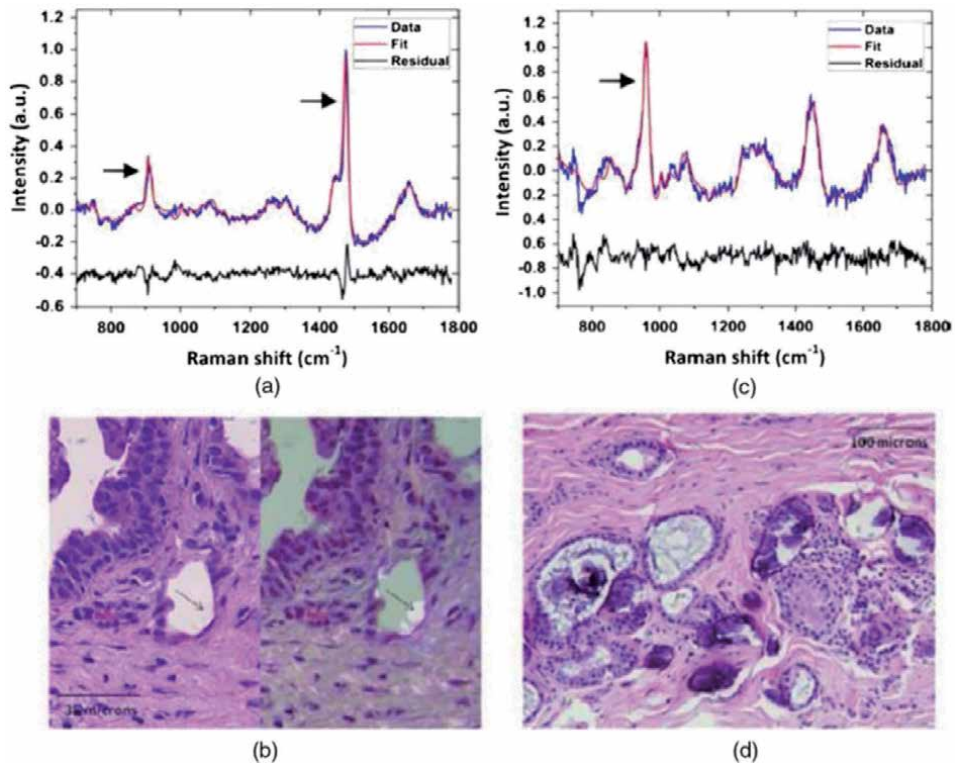 1.2
1.0
0.8
0.6
0.4
0.2
0.0
-0.2
-0.4
-0.6
Intensity (a.u.)
Data
Fit
Residual
800 1000 1200 1400 1600 1800
Raman shift (cm⁻¹)
(a)
1.2
1.0
0.8
0.6
0.4
0.2
0.0
-0.2
-0.4
-0.6
-0.8
-1.0
Intensity (a.u.)
Data
Fit
Residual
800 1000 1200 1400 1600 1800
Raman shift (cm⁻¹)
(c)
microns
(b)
100 microns
(d)